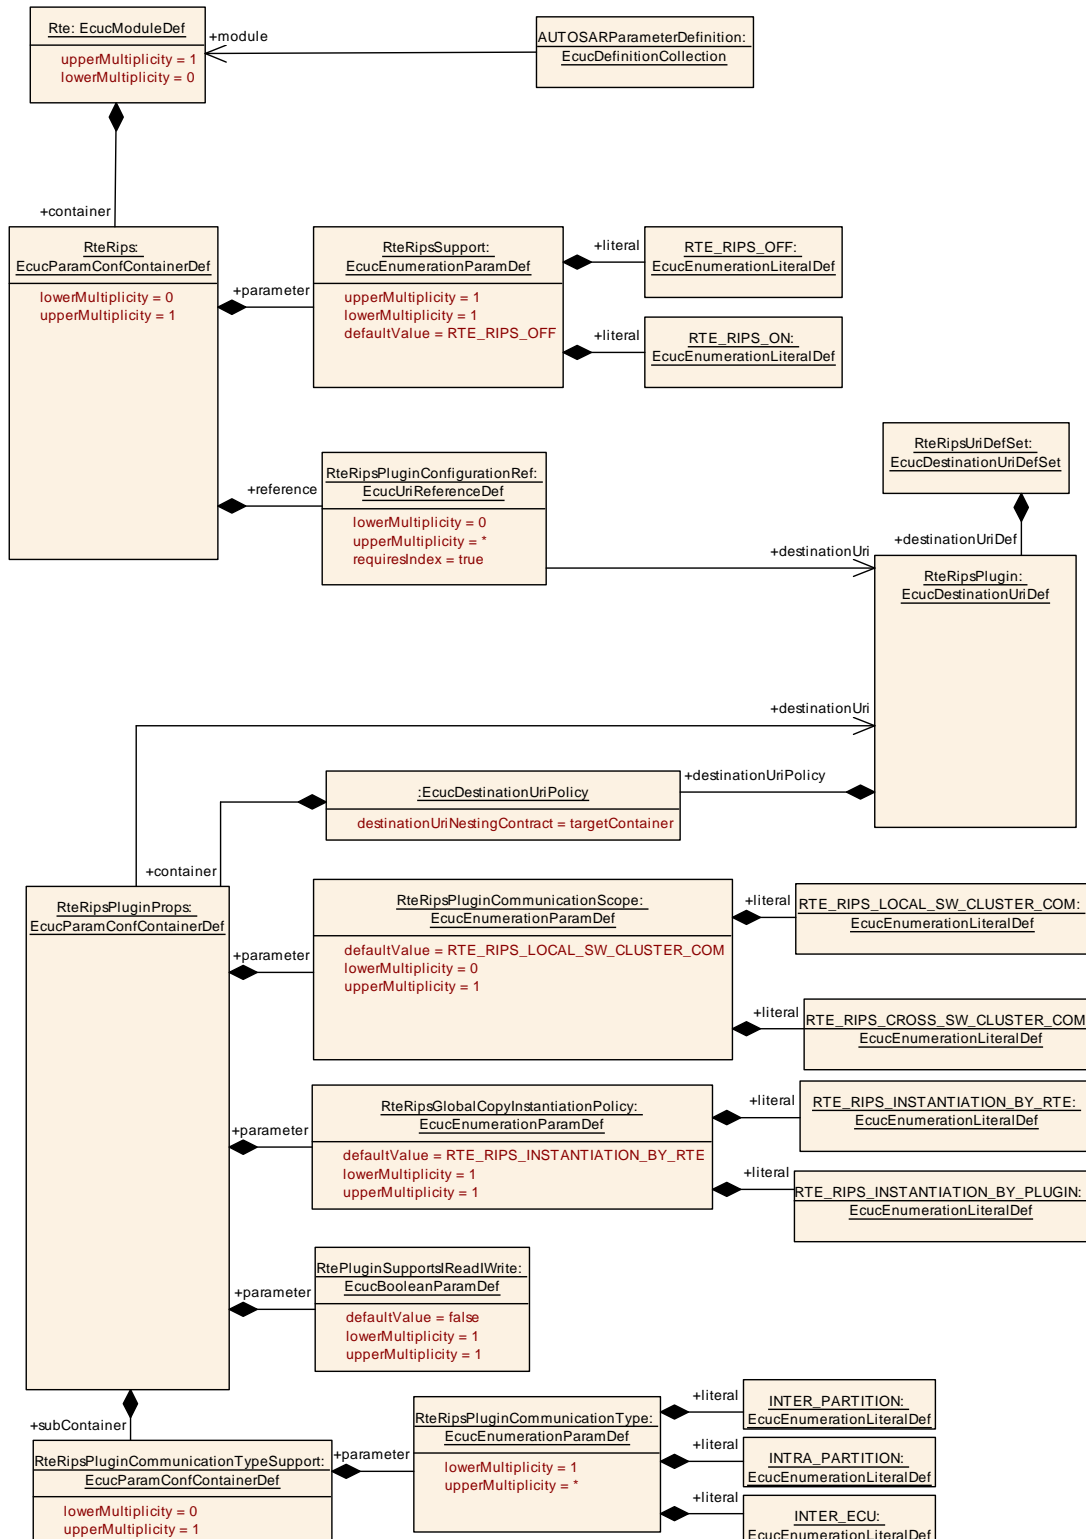 Rte: EcucModuleDef
upperMultiplicity = 1
lowerMultiplicity = 0
+module
AUTOSARParameterDefinition:
EcucDefinitionCollection
+container
RteRips:
EcucParamConfContainerDef
lowerMultiplicity = 0
upperMultiplicity = 1
+parameter
RteRipsSupport:
EcucEnumerationParamDef
upperMultiplicity = 1
lowerMultiplicity = 1
defaultValue = RTE_RIPS_OFF
+literal
RTE_RIPS_OFF:
EcucEnumerationLiteralDef
+literal
RTE_RIPS_ON:
EcucEnumerationLiteralDef
+reference
RteRipsPluginConfigurationRef:
EcucUriReferenceDef
lowerMultiplicity = 0
upperMultiplicity = *
requiresIndex = true
RteRipsUriDefSet:
EcucDestinationUriDefSet
+destinationUriDef
+destinationUri
RteRipsPlugin:
EcucDestinationUriDef
+destinationUri
+destinationUriPolicy
:EcucDestinationUriPolicy
destinationUriNestingContract = targetContainer
+container
RteRipsPluginProps:
EcucParamConfContainerDef
+parameter
RteRipsPluginCommunicationScope:
EcucEnumerationParamDef
defaultValue = RTE_RIPS_LOCAL_SW_CLUSTER_COM
lowerMultiplicity = 0
upperMultiplicity = 1
+literal
RTE_RIPS_LOCAL_SW_CLUSTER_COM:
EcucEnumerationLiteralDef
+literal
RTE_RIPS_CROSS_SW_CLUSTER_COM
EcucEnumerationLiteralDef
+parameter
RteRipsGlobalCopyInstantiationPolicy:
EcucEnumerationParamDef
defaultValue = RTE_RIPS_INSTANTIATION_BY_RTE
lowerMultiplicity = 1
upperMultiplicity = 1
+literal
RTE_RIPS_INSTANTIATION_BY_RTE:
EcucEnumerationLiteralDef
+literal
RTE_RIPS_INSTANTIATION_BY_PLUGIN:
EcucEnumerationLiteralDef
+parameter
RtePluginSupportsIReadIWrite:
EcucBooleanParamDef
defaultValue = false
lowerMultiplicity = 1
upperMultiplicity = 1
+subContainer
RteRipsPluginCommunicationTypeSupport:
EcucParamConfContainerDef
lowerMultiplicity = 0
upperMultiplicity = 1
+parameter
RteRipsPluginCommunicationType:
EcucEnumerationParamDef
lowerMultiplicity = 1
upperMultiplicity = *
+literal
INTER_PARTITION:
EcucEnumerationLiteralDef
+literal
INTRA_PARTITION:
EcucEnumerationLiteralDef
+literal
INTER_ECU:
EcucEnumerationLiteralDef